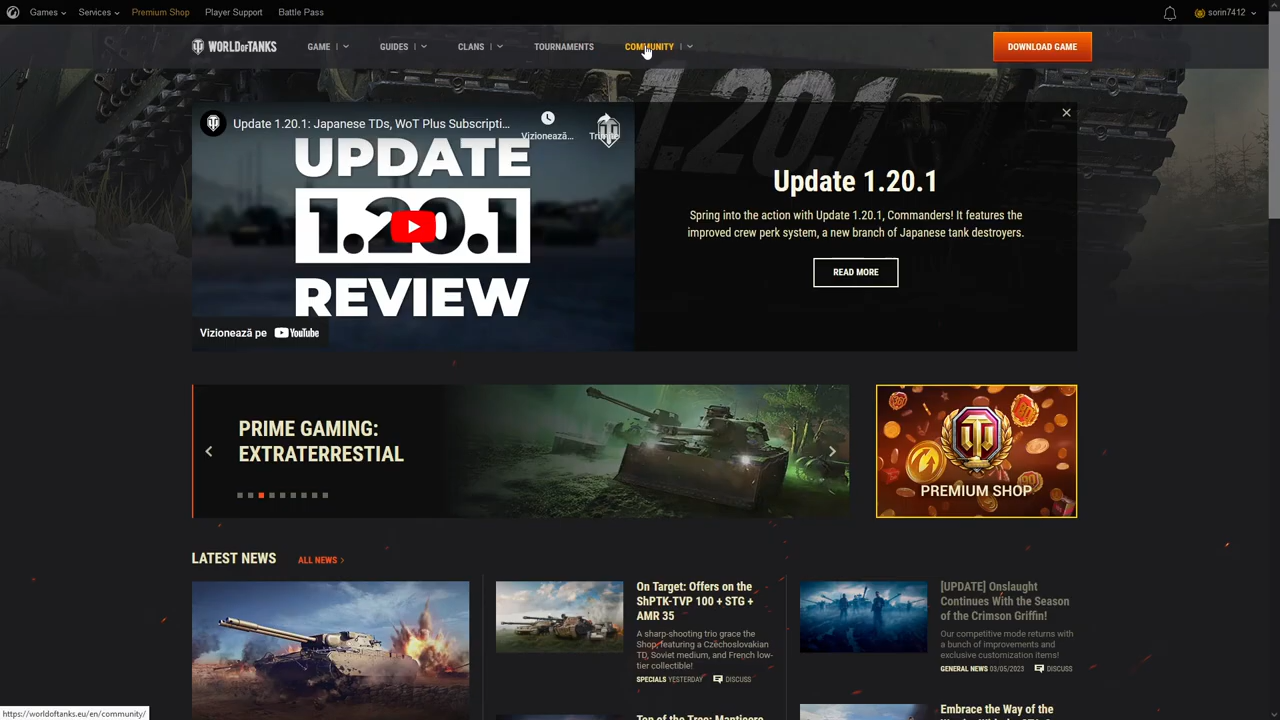 Games
Services
Premium Shop
Player Support
Battle Pass
sorin7412
WORLD OF TANKS
GAME
GUIDES
CLANS
TOURNAMENTS
COMMUNITY
DOWNLOAD GAME
1.20.1
Update 1.20.1: Japanese TDs, WoT Plus Subscripti...
Vizionează...
UPDATE
1.20.1
REVIEW
Vizionează pe YouTube
Update 1.20.1
Spring into the action with Update 1.20.1, Commanders! It features the
improved crew perk system, a new branch of Japanese tank destroyers.
READ MORE
PRIME GAMING:
EXTRATERRESTIAL
PREMIUM SHOP
LATEST NEWS
ALL NEWS
On Target: Offers on the
ShPTK-TVP 100 + STG +
AMR 35
A sharp-shooting trio grace the
Shop, featuring a Czechoslovakian
TD, Soviet medium, and French low-
tier collectible!
SPECIALS YESTERDAY DISCUSS
[UPDATE] Onslaught
Continues With the Season
of the Crimson Griffin!
Our competitive mode returns with
a bunch of improvements and
exclusive customization items!
GENERAL NEWS 03/05/2023 DISCUSS
Embrace the Way of the
https://worldoftanks.eu/en/community/